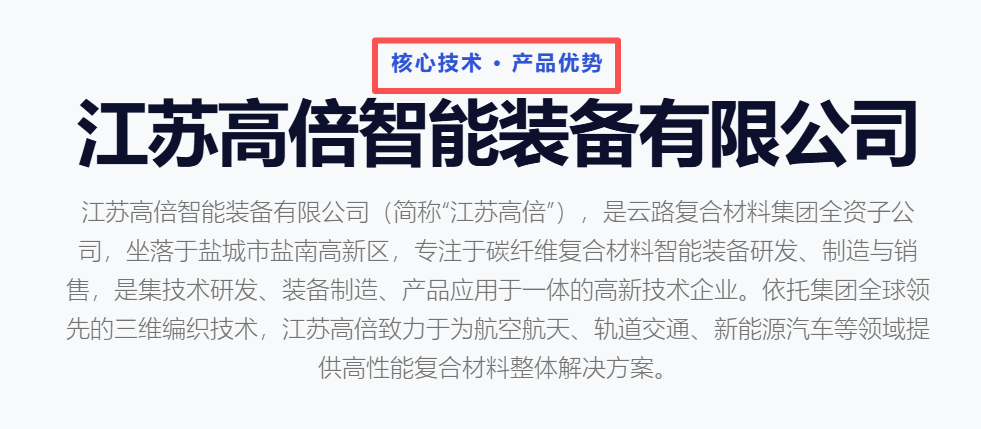 核心技术 · 产品优势
江苏高倍智能装备有限公司
江苏高倍智能装备有限公司（简称“江苏高倍”），是云路复合材料集团全资子公
司，坐落于盐城市盐南高新区，专注于碳纤维复合材料智能装备研发、制造与销
售，是集技术研发、装备制造、产品应用于一体的高新技术企业。依托集团全球领
先的三维编织技术，江苏高倍致力于为航空航天、轨道交通、新能源汽车等领域提
供高性能复合材料整体解决方案。